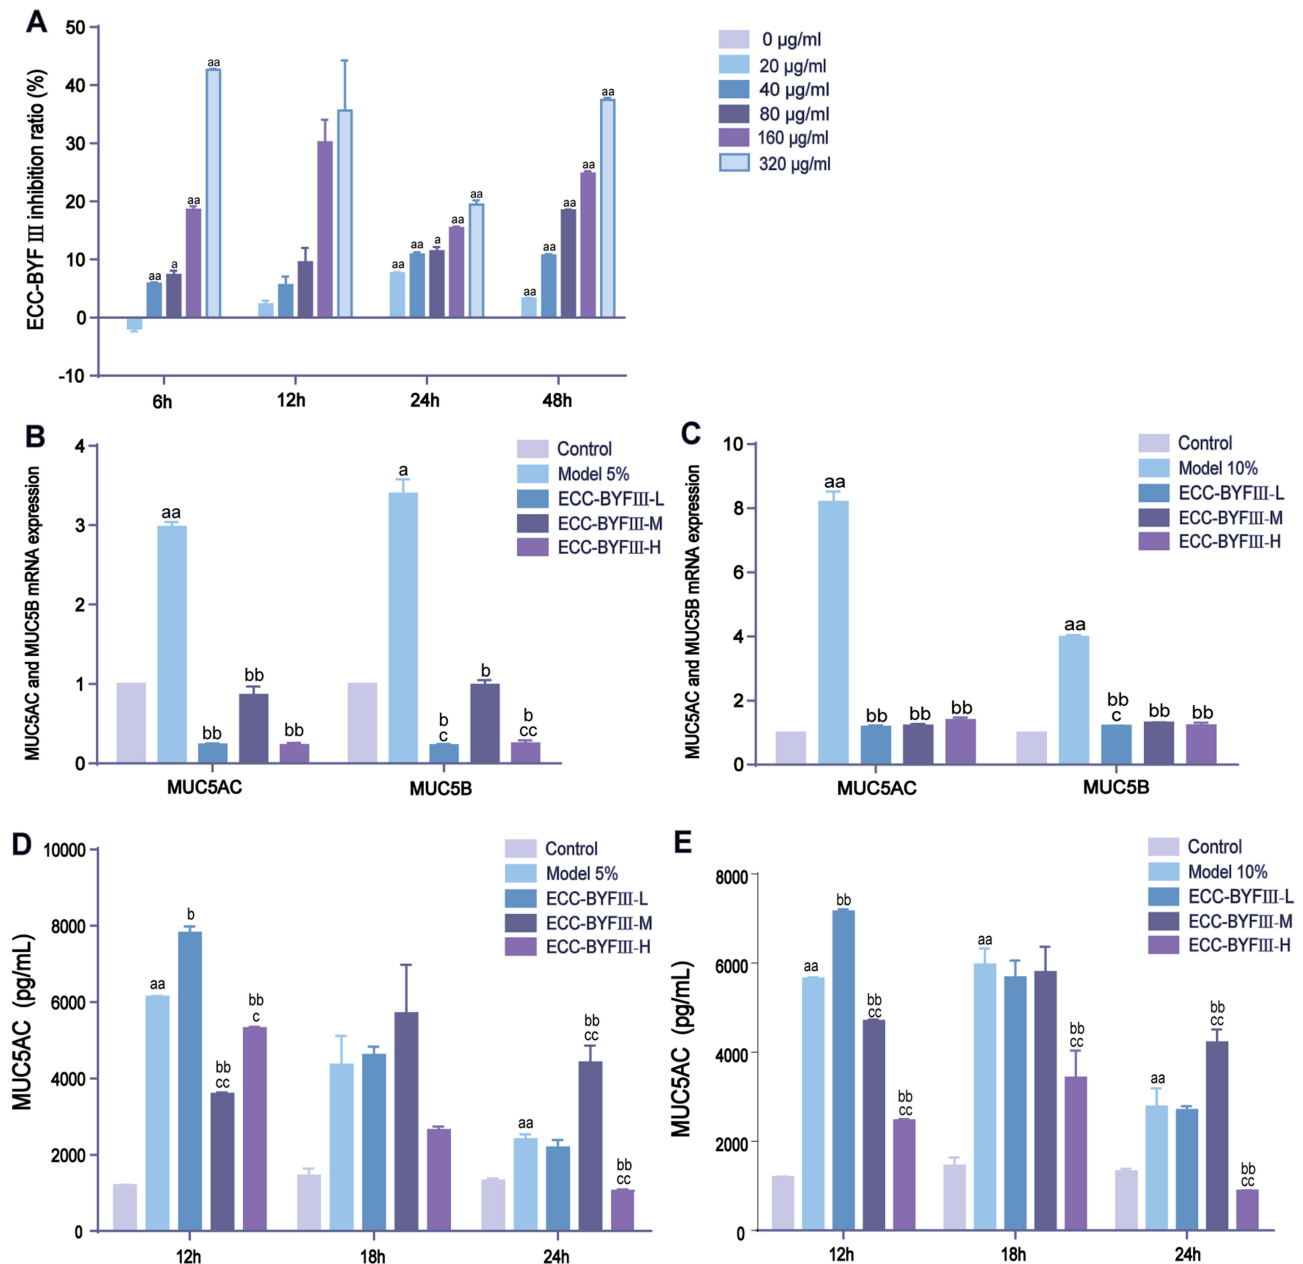 A
ECC-BYF III inhibition ratio (%)
50
40
30
20
10
0
-10
aa
a
aa
aa
aa
aa
a
aa
aa
aa
aa
aa
aa
aa
6h
12h
24h
48h
0 µg/ml
20 µg/ml
40 µg/ml
80 µg/ml
160 µg/ml
320 µg/ml
B
MUC5AC and MUC5B mRNA expression
4
3
2
1
0
aa
bb
bb
bb
a
b
c
b
b
cc
MUC5AC
MUC5B
Control
Model 5%
ECC-BYFIII-L
ECC-BYFIII-M
ECC-BYFIII-H
C
MUC5AC and MUC5B mRNA expression
10
8
6
4
2
0
aa
bb
bb
bb
aa
bb
c
bb
bb
MUC5AC
MUC5B
Control
Model 10%
ECC-BYFIII-L
ECC-BYFIII-M
ECC-BYFIII-H
D
MUC5AC (pg/mL)
10000
8000
6000
4000
2000
0
aa
b
bb
cc
bb
c
aa
bb
cc
bb
cc
12h
18h
24h
Control
Model 5%
ECC-BYFIII-L
ECC-BYFIII-M
ECC-BYFIII-H
E
MUC5AC (pg/mL)
8000
6000
4000
2000
0
aa
bb
bb
cc
bb
cc
aa
bb
cc
aa
bb
cc
bb
cc
12h
18h
24h
Control
Model 10%
ECC-BYFIII-L
ECC-BYFIII-M
ECC-BYFIII-H